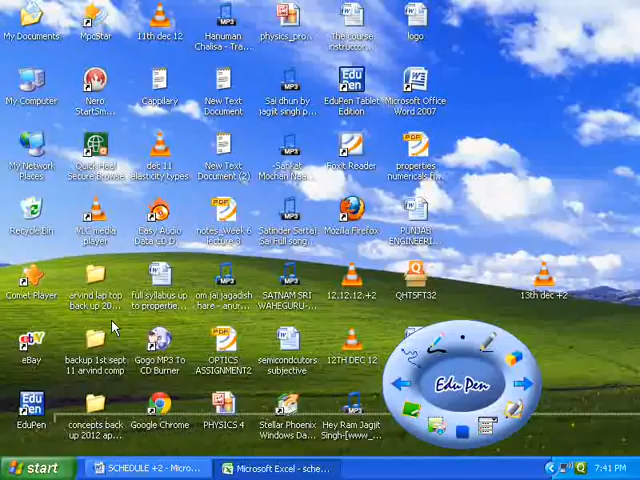 My Documents
MpcStar
11th dec 12
Hanuman
Chalisa - Tra...
physics_pro...
The course
instructor...
logo
My Computer
Nero
StartSm...
Cappilary
New Text
Document
Sai dhun by
jagjit singh p...
EduPen Tablet
Edition
Microsoft Office
Word 2007
My Network
Places
Quick Heal
Secure Browse
dec 11
elasticity types
New Text
Document (2)
-Sankat
Mochan Naa...
Foxit Reader
properties
numericals fi...
Recycle Bin
VLC media
player
Easy Audio
Data CD D...
notes_Week 6
lecture 3
Satinder Sartaj
Sai Full song...
Mozilla Firefox
PUNJAB
ENGINEERI...
Comet Player
arvind lap top
back up 20...
full syllabus up
to propertie...
om jai jagadish
hare - anur...
SATNAM SRI
WAHEGURU-...
12.12.12.+2
QHTSFT32
13th dec +2
eBay
backup 1st sept
11 arvind comp
Gogo MP3 To
CD Burner
OPTICS
ASSIGNMENT2
semiconductors
subjective
12TH DEC 12
Edu Pen
EduPen
concepts back
up 2012 ap...
Google Chrome
PHYSICS 4
Stellar Phoenix
Windows Da...
Hey Ram Jagjit
Singh-[www_...
start
SCHEDULE +2 - Micro...
Microsoft Excel - sche...
7:41 PM